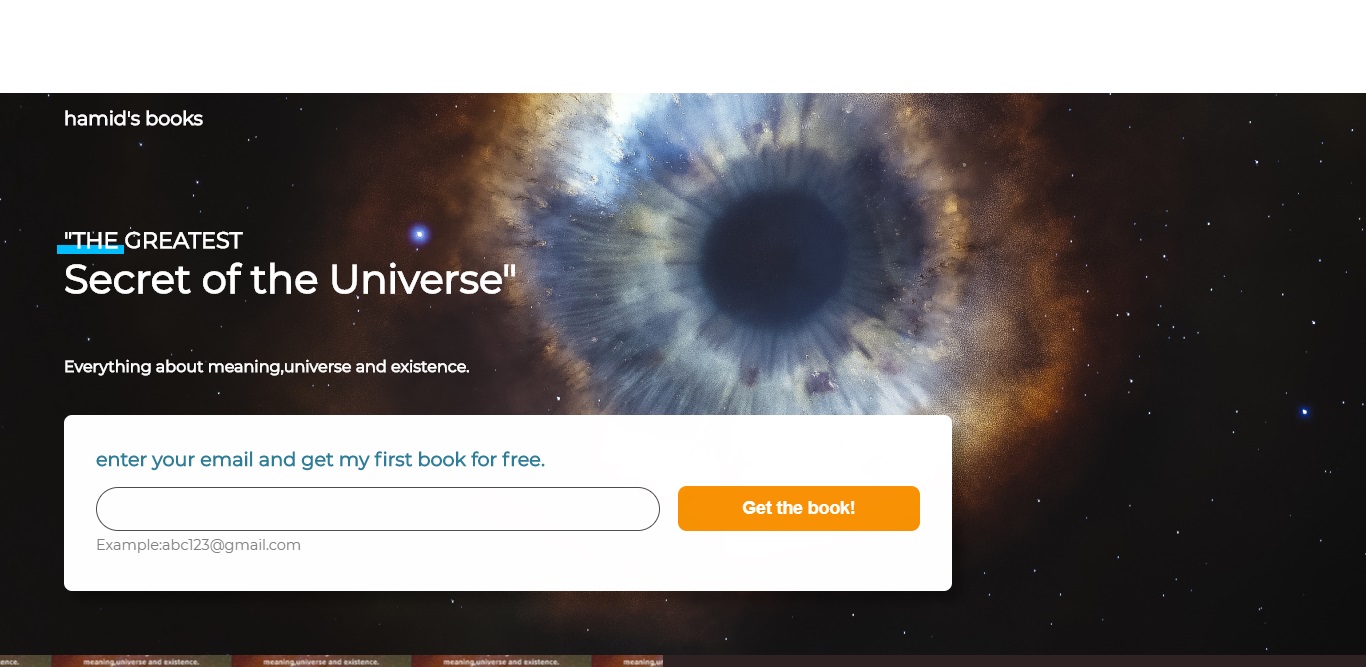 hamid's books
"THE GREATEST
Secret of the Universe"
Everything about meaning,universe and existence.
enter your email and get my first book for free.
Get the book!
Example:abc123@gmail.com
ence. meaning,universe and existence. meaning,universe and existence. meaning,universe and existence. meaning,ur